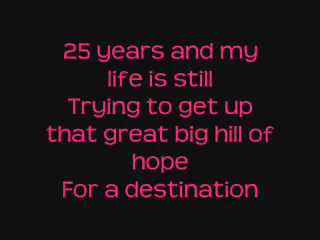 25 years and my
life is still
Trying to get up
that great big hill of
hope
For a destination